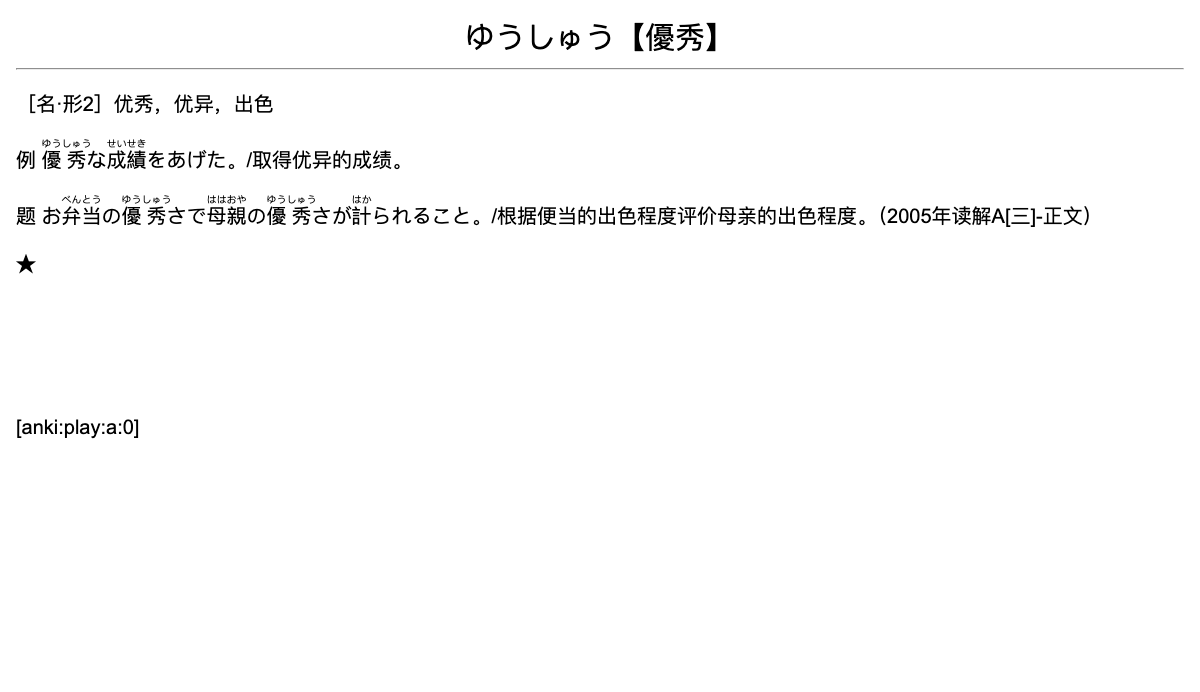 ゆうしゅう【優秀】
［名·形2］优秀，优异，出色
ゆうしゅう せいせき
例 優秀な成績をあげた。/取得优异的成绩。
べんとう ゆうしゅう ははおや ゆうしゅう はか
题 お弁当の優秀さで母親の優秀さが計られること。/根据便当的出色程度评价母亲的出色程度。（2005年读解A[三]-正文）
★
[anki:play:a:0]